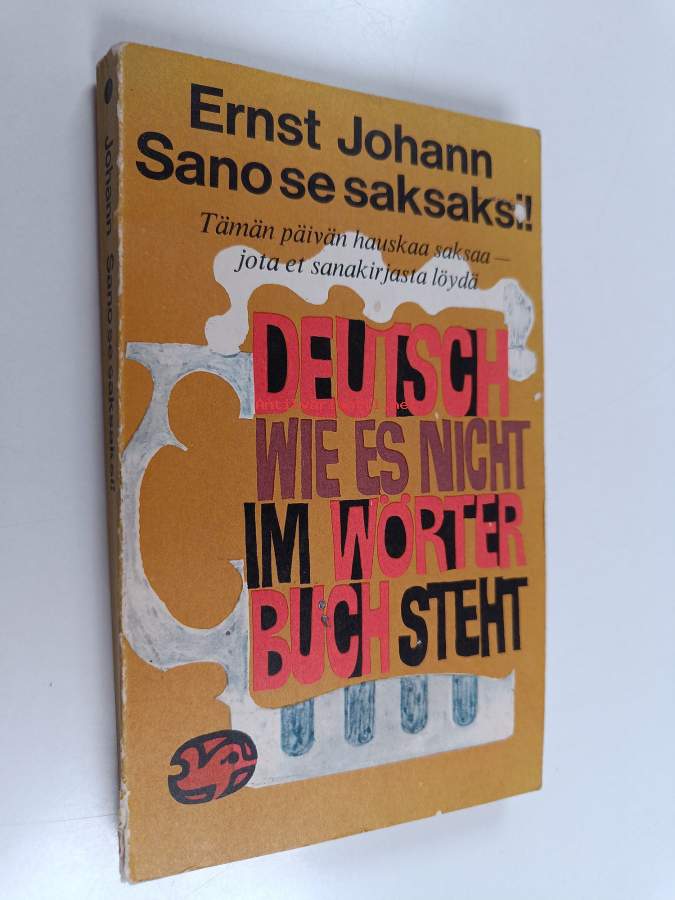 Ernst Johann
Sano se saksaksi!
Tämän päivän hauskaa saksaa —
jota et sanakirjasta löydä
DEUTSCH
WIE ES NICHT
IM WÖRTER
BUCH STEHT
Johann Sano se saksaksi!